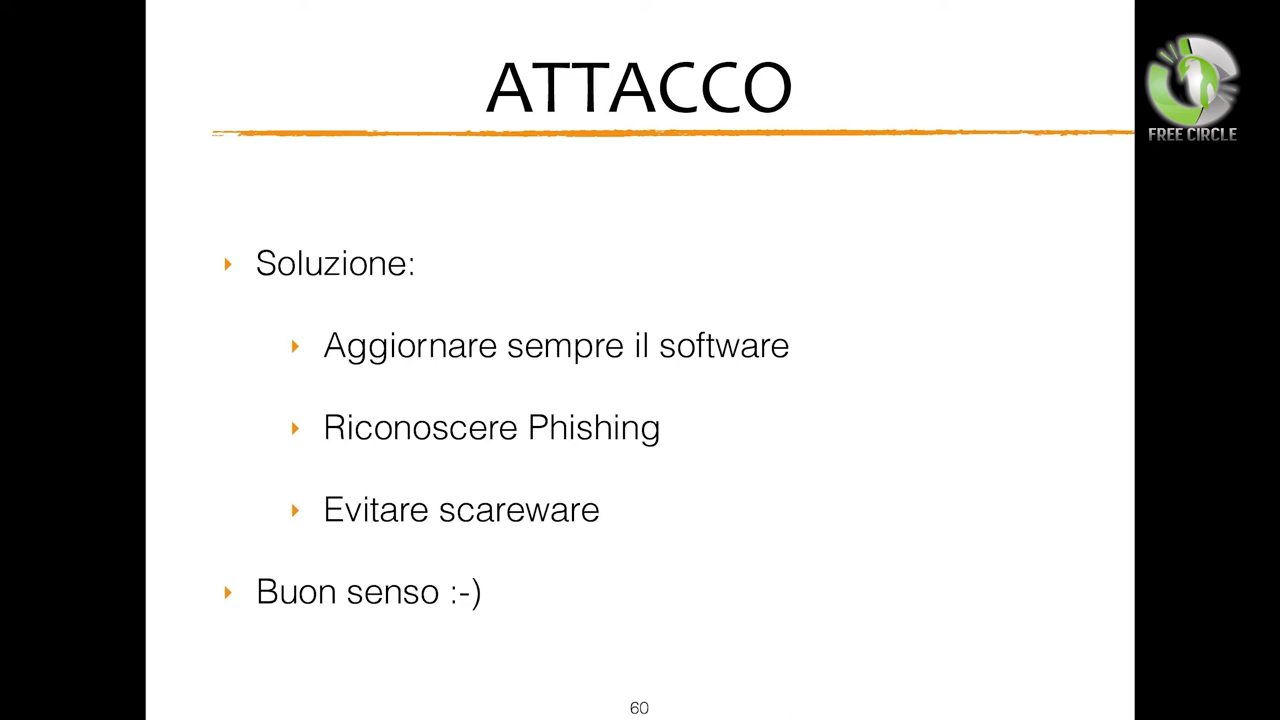 ATTACCO
FREE CIRCLE
Soluzione:
Aggiornare sempre il software
Riconoscere Phishing
Evitare scareware
Buon senso :-)
60